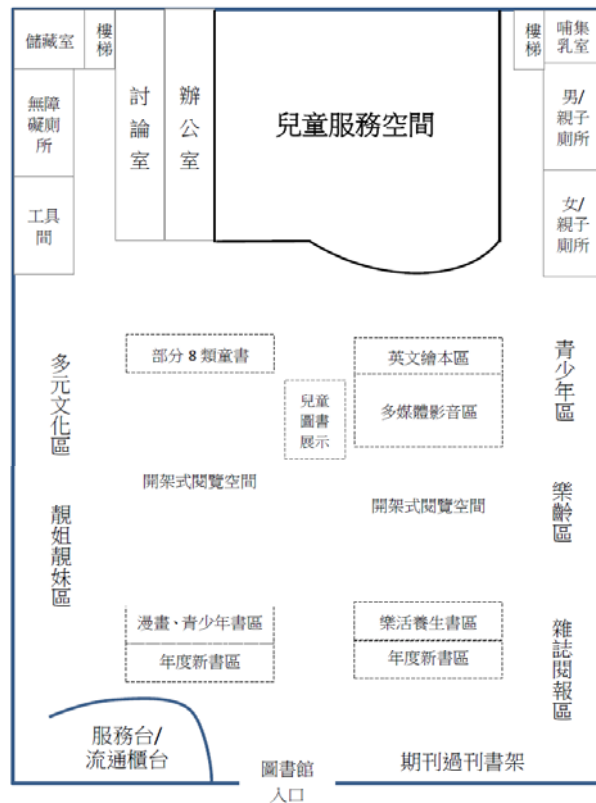 儲藏室
樓
梯
討
論
室
辦
公
室
兒童服務空間
樓
梯
哺集
乳室
無障
礙廁
所
男/
親子
廁所
工具
間
女/
親子
廁所
多元文化區
部分 8 類童書
英文繪本區
青少年區
兒童
圖書
展示
多媒體影音區
開架式閱覽空間
開架式閱覽空間
樂齡區
靚姐靚妹區
漫畫、青少年書區
年度新書區
樂活養生書區
年度新書區
雜誌閱報區
服務台/
流通櫃台
圖書館
入口
期刊過刊書架